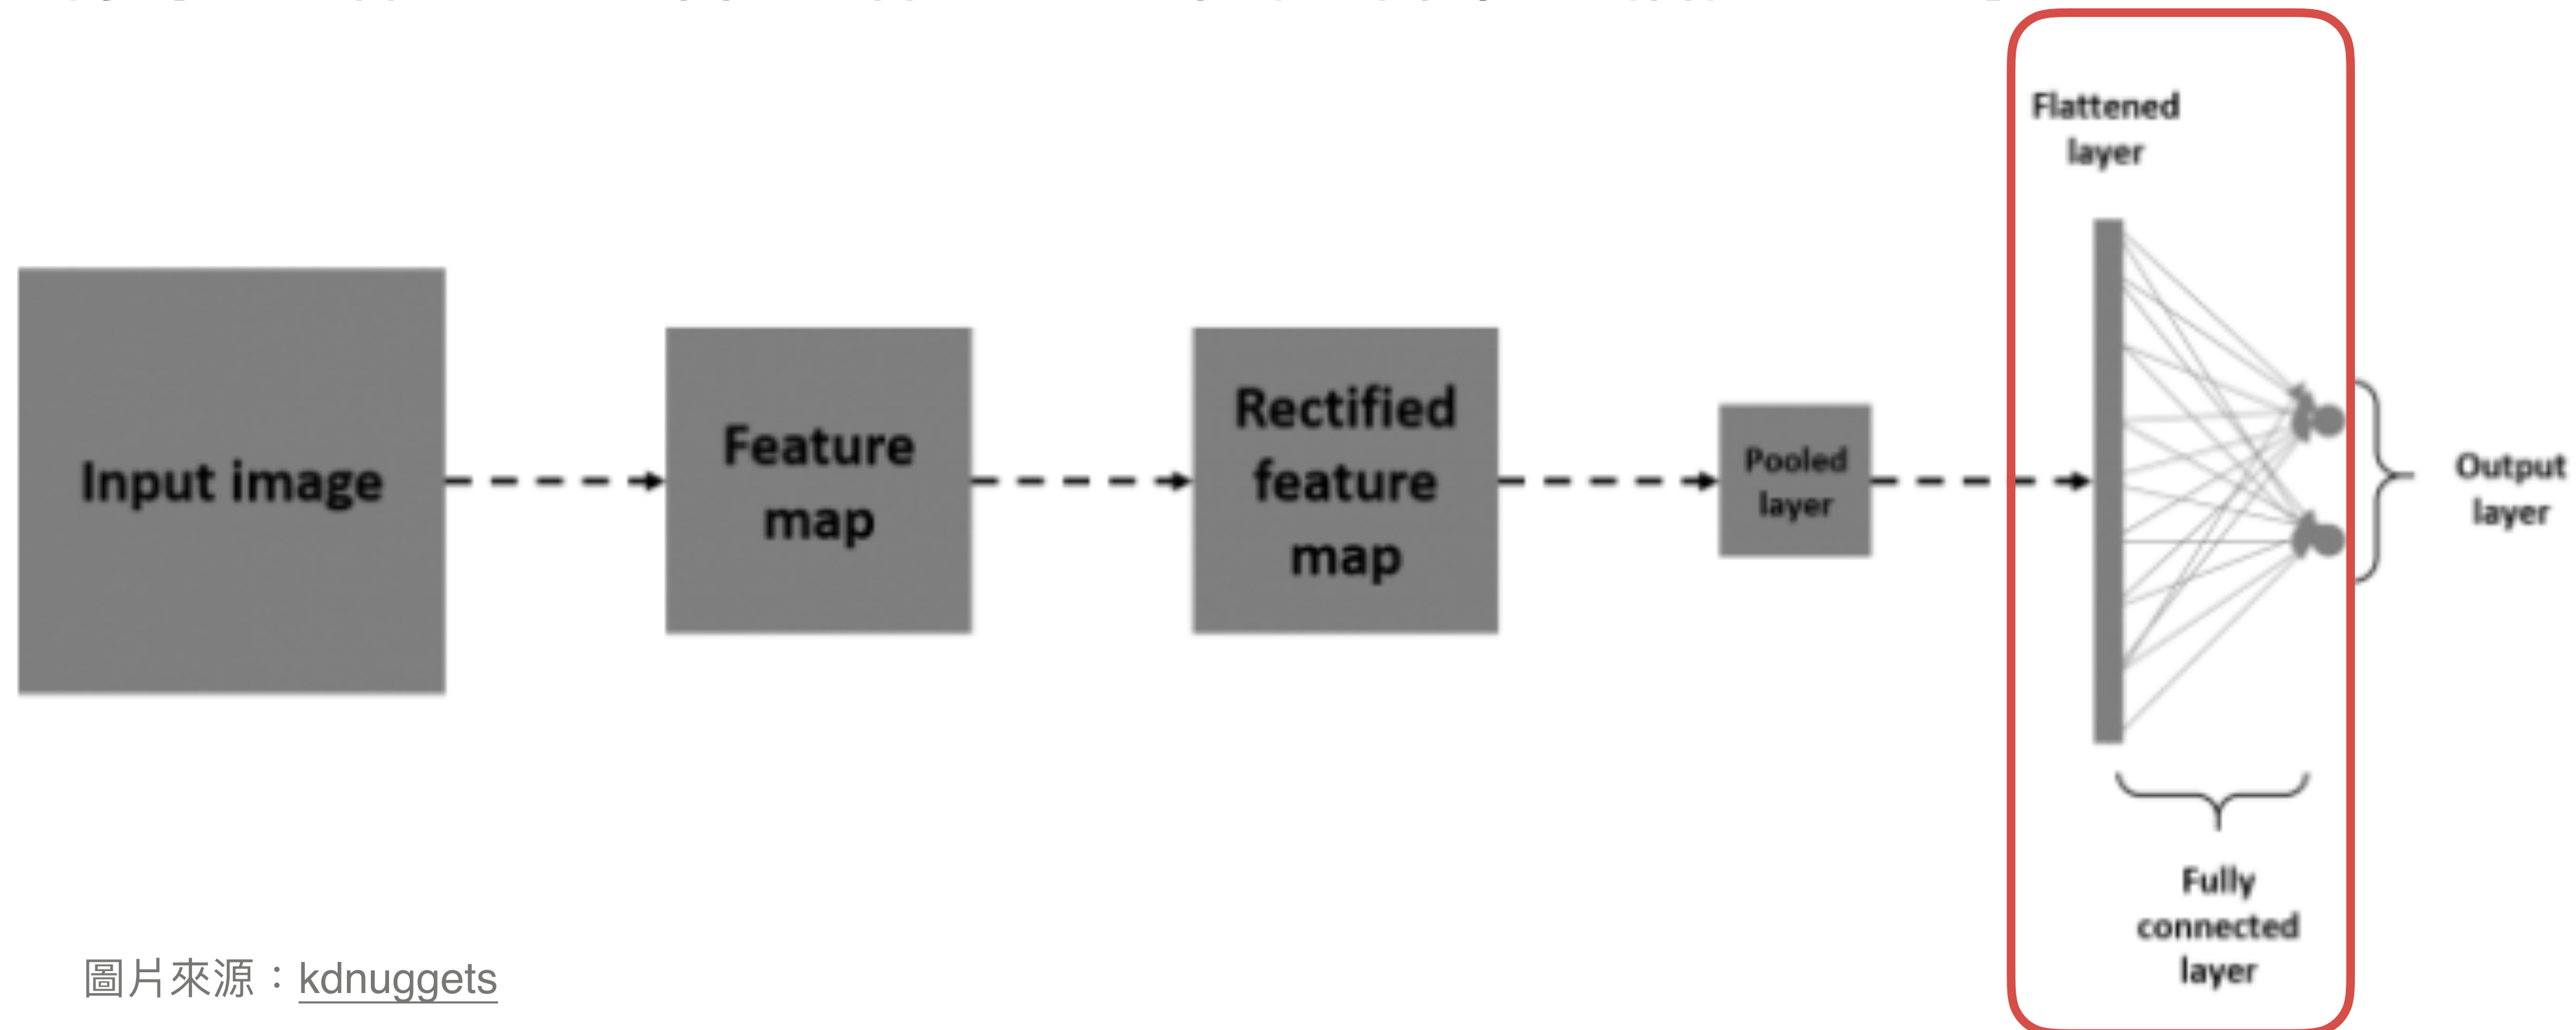 Input image
Feature
map
Rectified
feature
map
Pooled
layer
Flattened
layer
Fully
connected
layer
Output
layer
圖片來源：kdnuggets